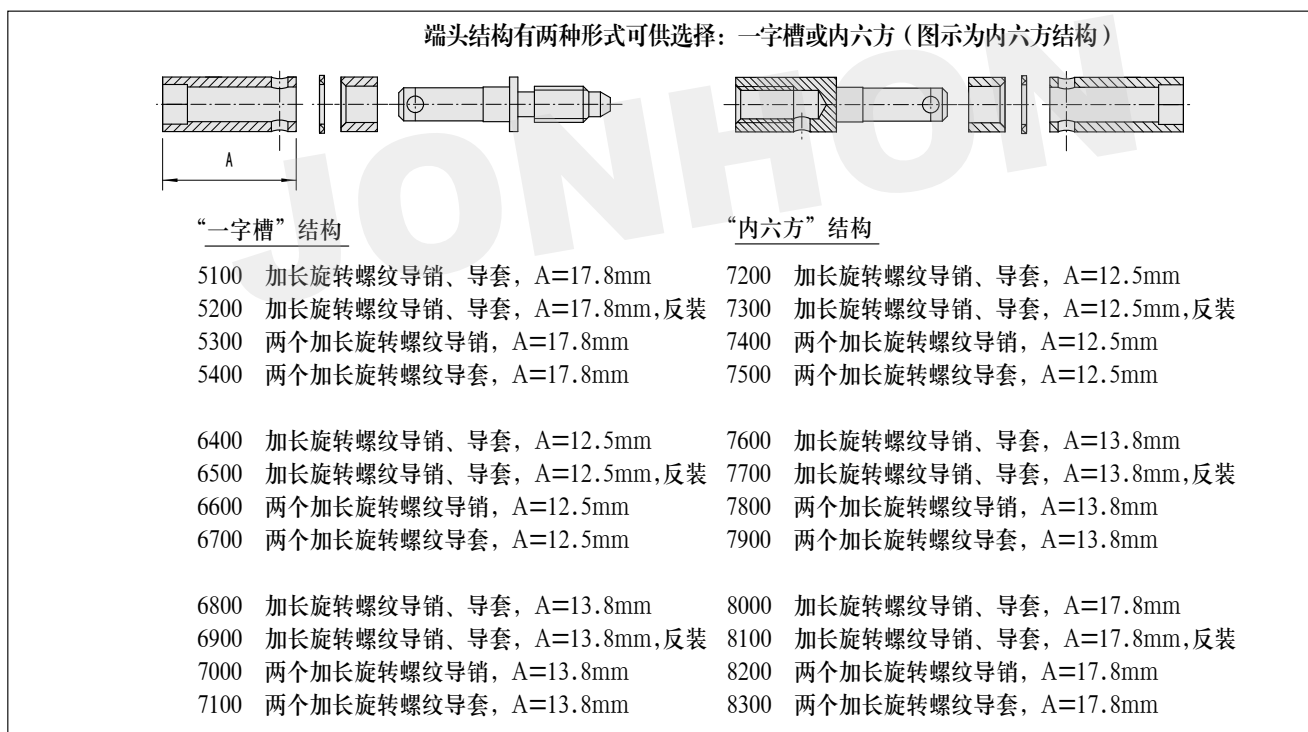 端头结构有两种形式可供选择：一字槽或内六方（图示为内六方结构）
A
JONHON
“一字槽”结构
5100 加长旋转螺纹导销、导套，A=17.8mm
5200 加长旋转螺纹导销、导套，A=17.8mm,反装
5300 两个加长旋转螺纹导销，A=17.8mm
5400 两个加长旋转螺纹导套，A=17.8mm
6400 加长旋转螺纹导销、导套，A=12.5mm
6500 加长旋转螺纹导销、导套，A=12.5mm,反装
6600 两个加长旋转螺纹导销，A=12.5mm
6700 两个加长旋转螺纹导套，A=12.5mm
6800 加长旋转螺纹导销、导套，A=13.8mm
6900 加长旋转螺纹导销、导套，A=13.8mm,反装
7000 两个加长旋转螺纹导销，A=13.8mm
7100 两个加长旋转螺纹导套，A=13.8mm
“内六方”结构
7200 加长旋转螺纹导销、导套，A=12.5mm
7300 加长旋转螺纹导销、导套，A=12.5mm,反装
7400 两个加长旋转螺纹导销，A=12.5mm
7500 两个加长旋转螺纹导套，A=12.5mm
7600 加长旋转螺纹导销、导套，A=13.8mm
7700 加长旋转螺纹导销、导套，A=13.8mm,反装
7800 两个加长旋转螺纹导销，A=13.8mm
7900 两个加长旋转螺纹导套，A=13.8mm
8000 加长旋转螺纹导销、导套，A=17.8mm
8100 加长旋转螺纹导销、导套，A=17.8mm,反装
8200 两个加长旋转螺纹导销，A=17.8mm
8300 两个加长旋转螺纹导套，A=17.8mm